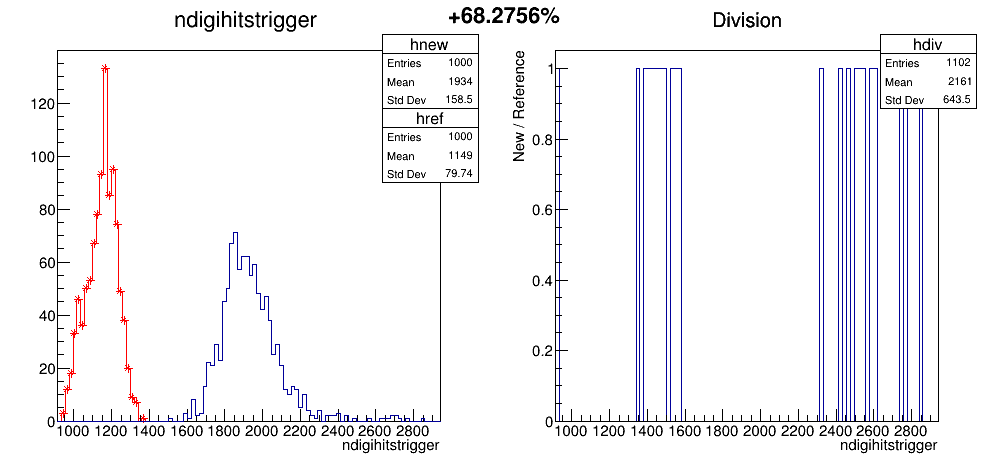 +68.2756%
ndigihitstrigger
hnew
Entries 1000
Mean 1934
Std Dev 158.5
href
Entries 1000
Mean 1149
Std Dev 79.74
120
100
80
60
40
20
0
1000 1200 1400 1600 1800 2000 2200 2400 2600 2800
ndigihitstrigger
Division
hdiv
Entries 1102
Mean 2161
Std Dev 643.5
New / Reference
1
0.8
0.6
0.4
0.2
0
1000 1200 1400 1600 1800 2000 2200 2400 2600 2800
ndigihitstrigger